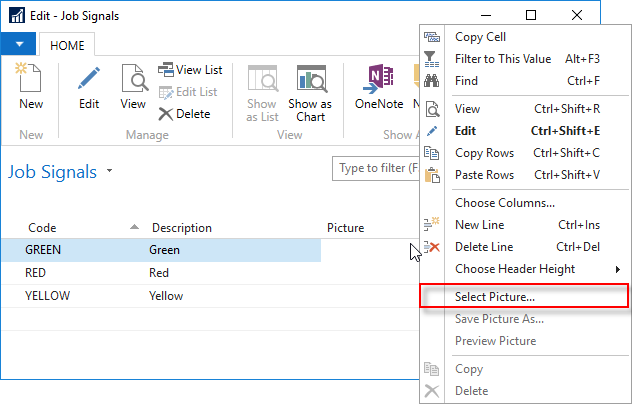 Edit - Job Signals
HOME
New
Edit
View
View List
Edit List
Delete
Show as List
Show as Chart
OneNote
N
New
Manage
View
Show A
Job Signals
Type to filter (F
Code Description Picture
GREEN Green
RED Red
YELLOW Yellow
Copy Cell
Filter to This Value Alt+F3
Find Ctrl+F
View Ctrl+Shift+R
Edit Ctrl+Shift+E
Copy Rows Ctrl+Shift+C
Paste Rows Ctrl+Shift+V
Choose Columns...
New Line Ctrl+Ins
Delete Line Ctrl+Del
Choose Header Height
Select Picture...
Save Picture As...
Preview Picture
Copy
Delete